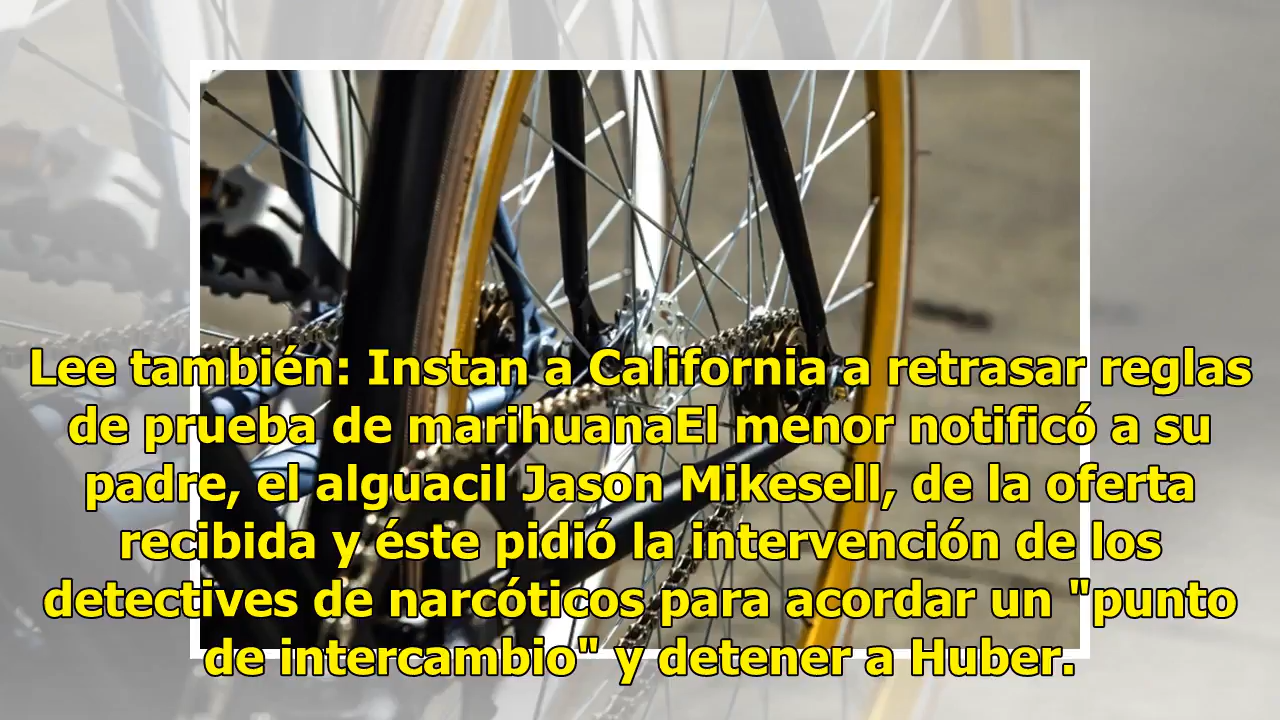 Lee también: Instan a California a retrasar reglas
de prueba de marihuanaEl menor notificó a su
padre, el alguacil Jason Mikesell, de la oferta
recibida y éste pidió la intervención de los
detectives de narcóticos para acordar un "punto
de intercambio" y detener a Huber.